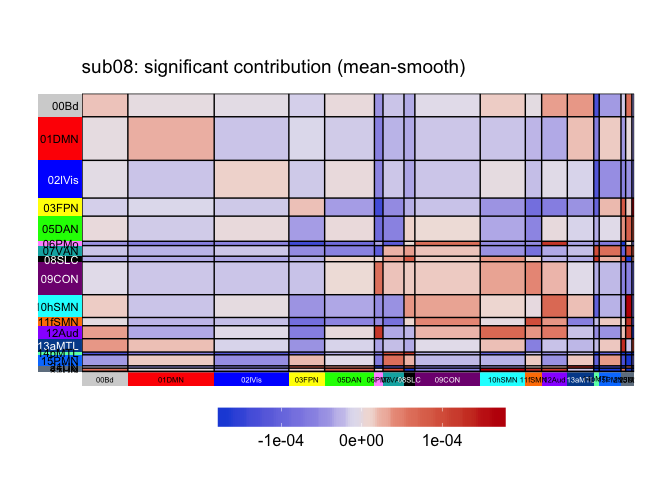 sub08: significant contribution (mean-smooth)
00Bd
01DMN
02lVis
03FPN
05DAN
06PMo
07VAN
08SLC
09CON
10hSMN
11fSMN
12Aud
13aMTL
15PMN
00Bd 01DMN 02lVis 03FPN 05DAN 08SLC 09CON 10hSMN 12Aud
-1e-04 0e+00 1e-04